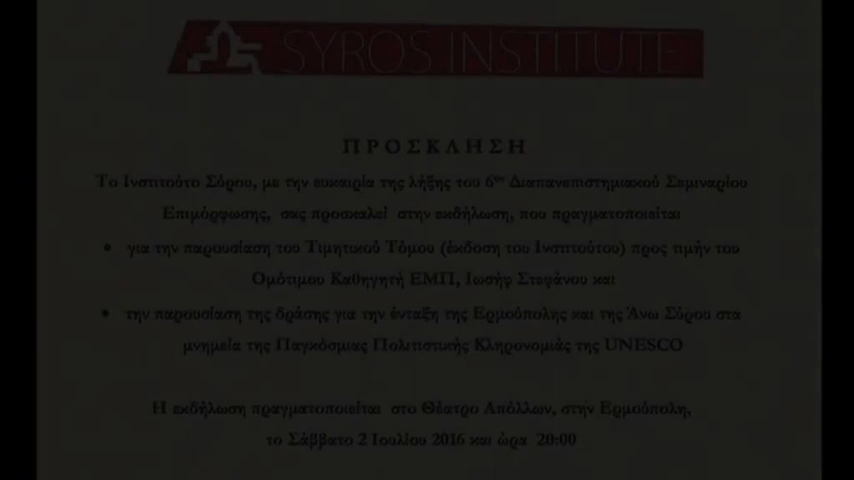 SYROS INSTITUTE
ΠΡΟΣΚΛΗΣΗ
Το Ινστιτούτο Σύρου, με την ευκαιρία της λήξης του 6ου Διαπανεπιστημιακού Σεμιναρίου
Επιμόρφωσης, σας προσκαλεί στην εκδήλωση, που πραγματοποιείται
• για την παρουσίαση του Τιμητικού Τόμου (έκδοση του Ινστιτούτου) προς τιμήν του
Ομότιμου Καθηγητή ΕΜΠ, Ιωσήφ Στεφάνου και
• την παρουσίαση της δράσης για την ένταξη της Ερμούπολης και της Άνω Σύρου στα
μνημεία της Παγκόσμιας Πολιτιστικής Κληρονομιάς της UNESCO
Η εκδήλωση πραγματοποιείται στο Θέατρο Απόλλων, στην Ερμούπολη,
το Σάββατο 2 Ιουλίου 2016 και ώρα 20:00